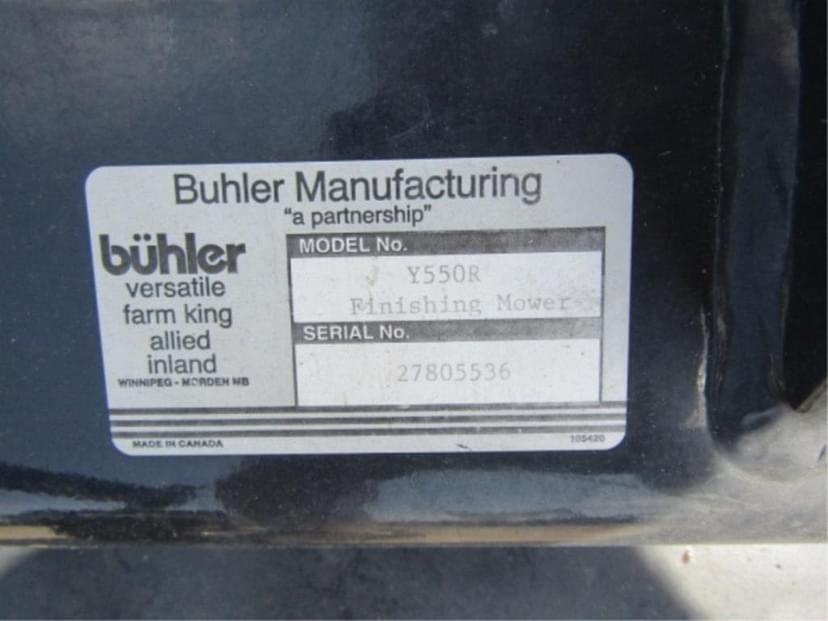 Buhler Manufacturing
"a partnership"
bühler
versatile
farm king
allied
inland
WINNIPEG - MORDEN MB
MODEL No.
Y550R
Finishing Mower
SERIAL No.
27805536
MADE IN CANADA
105420